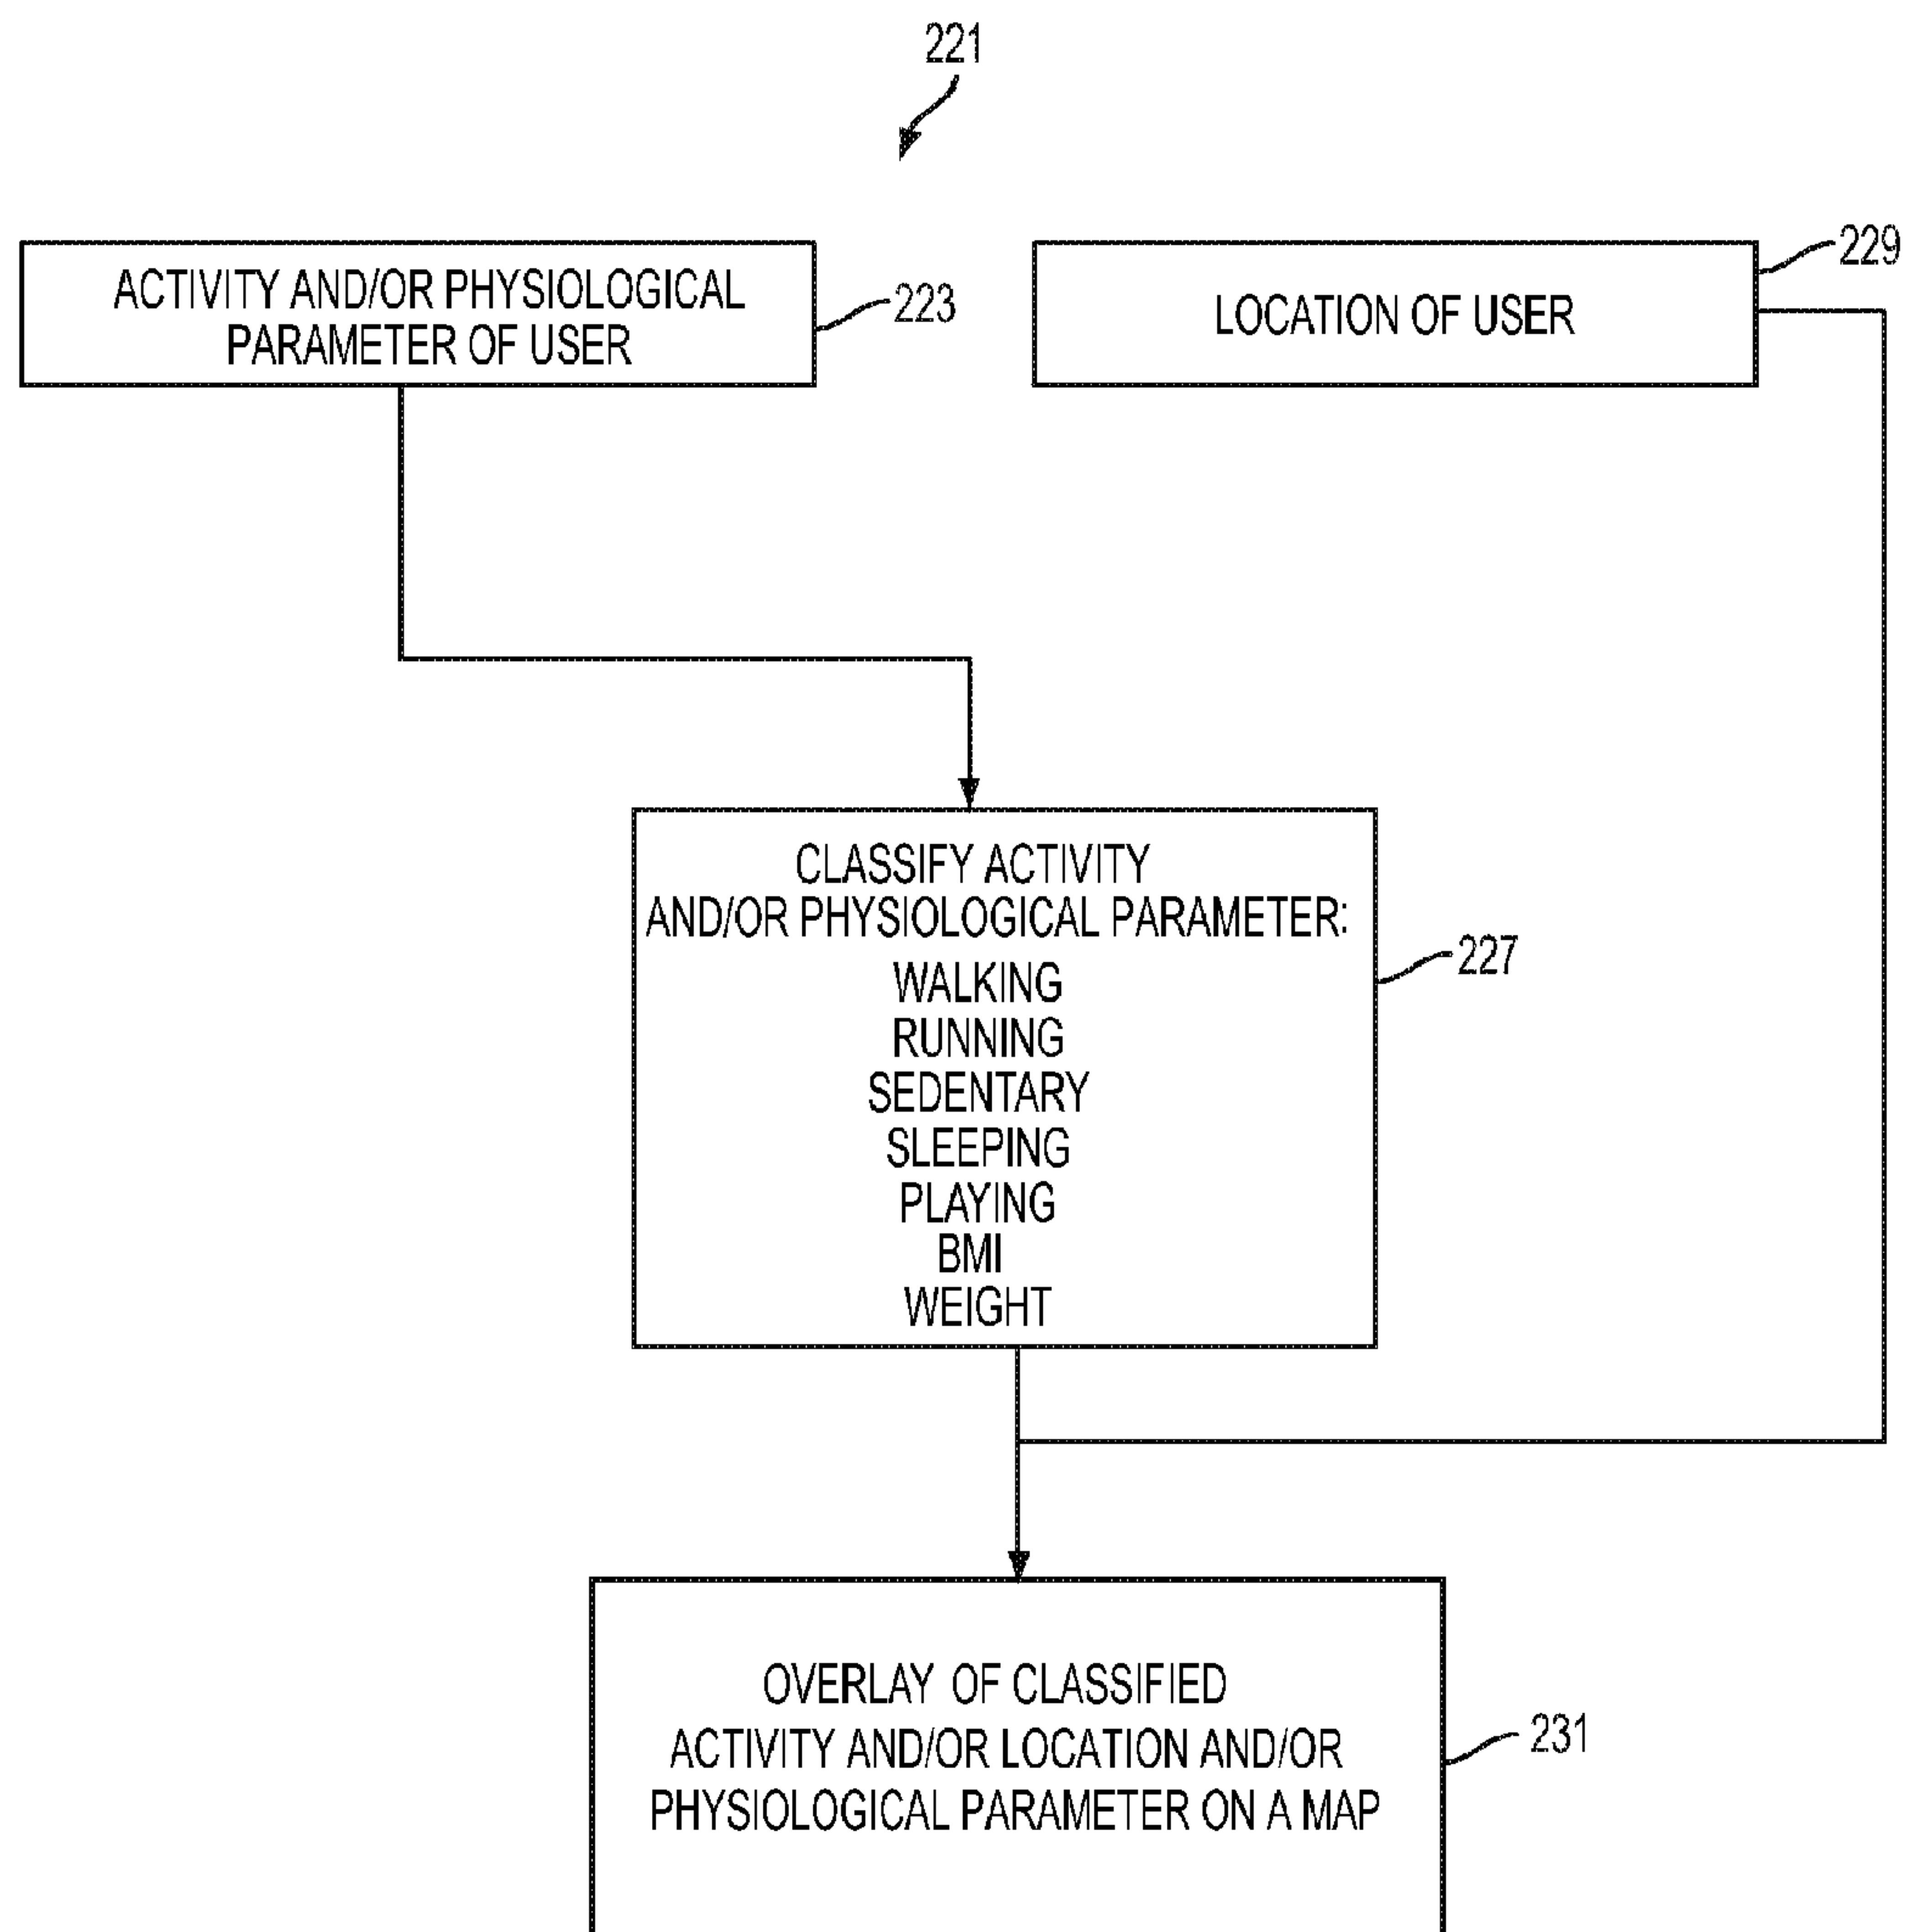 221
ACTIVITY AND/OR PHYSIOLOGICAL
PARAMETER OF USER
223
LOCATION OF USER
229
CLASSIFY ACTIVITY
AND/OR PHYSIOLOGICAL PARAMETER:
WALKING
RUNNING
SEDENTARY
SLEEPING
PLAYING
BMI
WEIGHT
227
OVERLAY OF CLASSIFIED
ACTIVITY AND/OR LOCATION AND/OR
PHYSIOLOGICAL PARAMETER ON A MAP
231